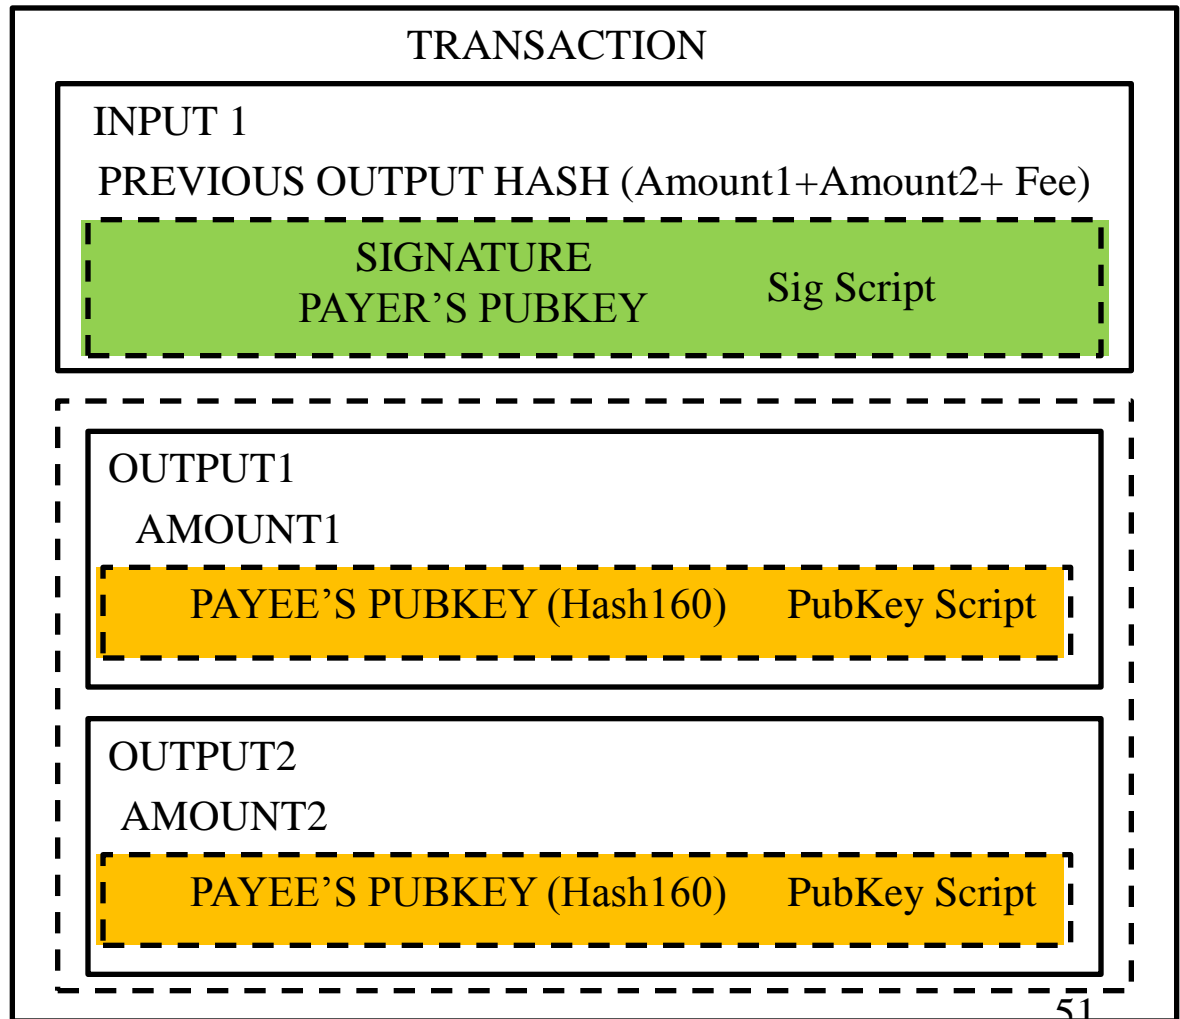 TRANSACTION
INPUT 1
PREVIOUS OUTPUT HASH (Amount1+Amount2+ Fee)
SIGNATURE
PAYER’S PUBKEY
Sig Script
OUTPUT1
AMOUNT1
PAYEE’S PUBKEY (Hash160) PubKey Script
OUTPUT2
AMOUNT2
PAYEE’S PUBKEY (Hash160) PubKey Script
51